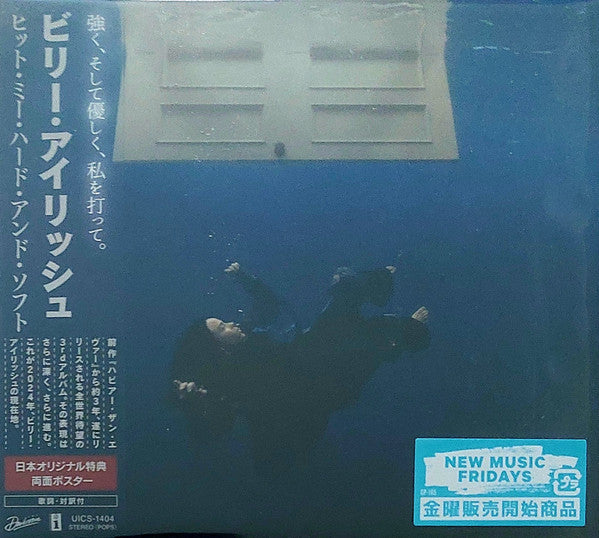 強く、そして優しく、私を打って。
ビリー・アイリッシュ
ヒット・ミー・ハード・アンド・ソフト
前作『ハピアー・ザン・エ
ヴァー』から約3年、遂にリ
リースされる全世界待望の
3rdアルバム。その表現は
さらに深く、さらに進む。
これが2024年、ビリー・
アイリッシュの現在地。
日本オリジナル特典
両面ポスター
歌詞・対訳付
UICS-1404
STEREO (POPS)
NEW MUSIC
FRIDAYS
金曜販売開始商品